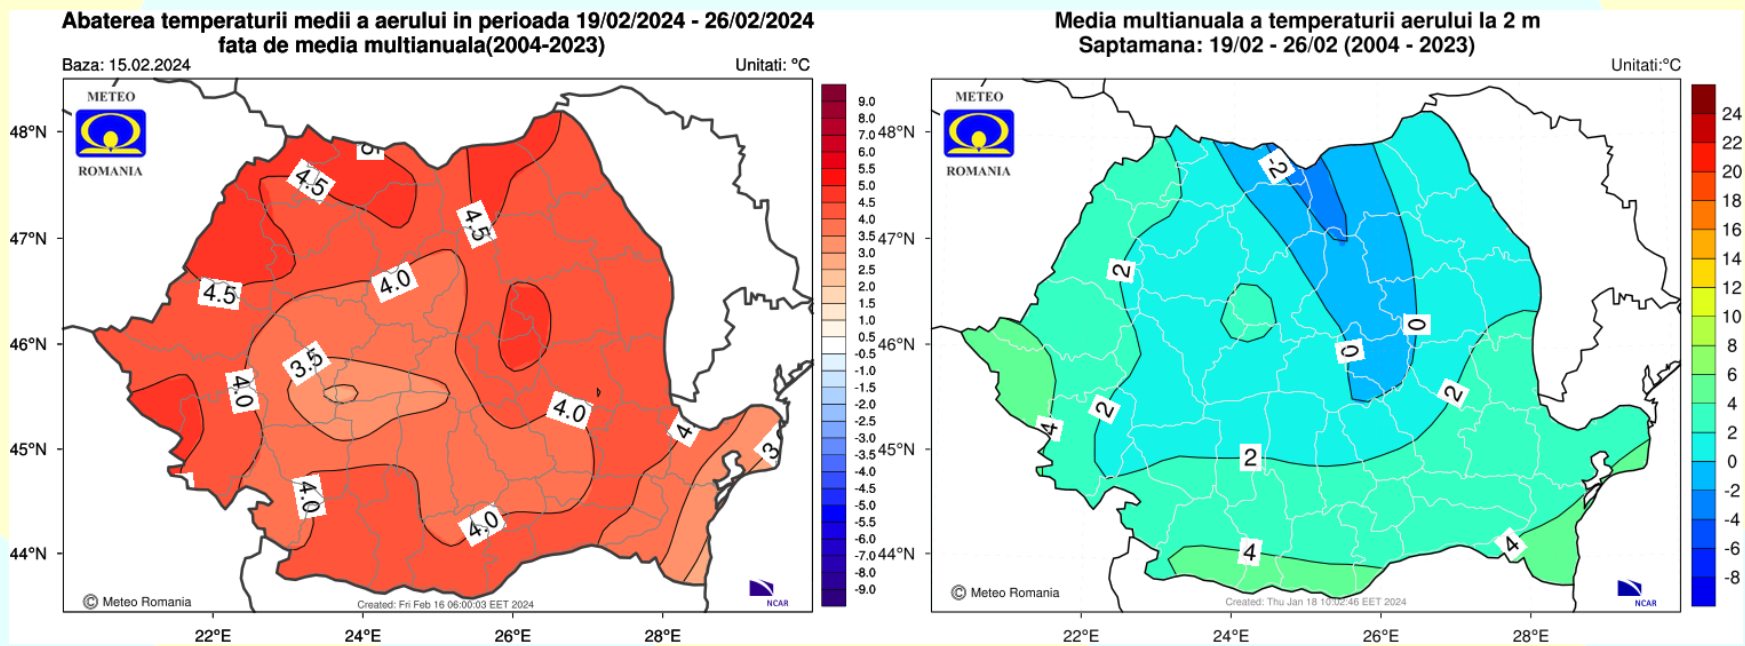 Abaterea temperaturii medii a aerului in perioada 19/02/2024 - 26/02/2024
fata de media multianuala(2004-2023)
Baza: 15.02.2024
Unitati: °C
METEO
ROMANIA
48°N
47°N
46°N
45°N
44°N
22°E
24°E
26°E
28°E
5
4.5
4.5
4.5
4.0
3.5
4.0
4.0
4
3
4.0
4.0
9.0
8.0
7.0
6.0
5.5
5.0
4.5
4.0
3.5
3.0
2.5
2.0
1.5
1.0
0.5
-0.5
-1.0
-1.5
-2.0
-2.5
-3.0
-3.5
-4.0
-4.5
-5.0
-5.5
-6.0
-7.0
-8.0
-9.0
© Meteo Romania
Created: Fri Feb 16 06:00:03 EET 2024
NCAR
Media multianuala a temperaturii aerului la 2 m
Saptamana: 19/02 - 26/02 (2004 - 2023)
Unitati:°C
METEO
ROMANIA
48°N
47°N
46°N
45°N
44°N
22°E
24°E
26°E
28°E
-2
2
0
0
2
2
4
2
4
4
24
22
20
18
16
14
12
10
8
6
4
2
0
-2
-4
-6
-8
© Meteo Romania
Created: Thu Jan 18 10:02:46 EET 2024
NCAR